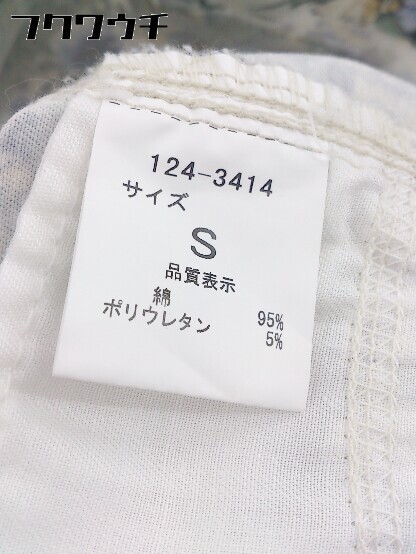 フクワウチ
124-3414
サイズ
S
品質表示
綿 95%
ポリウレタン 5%